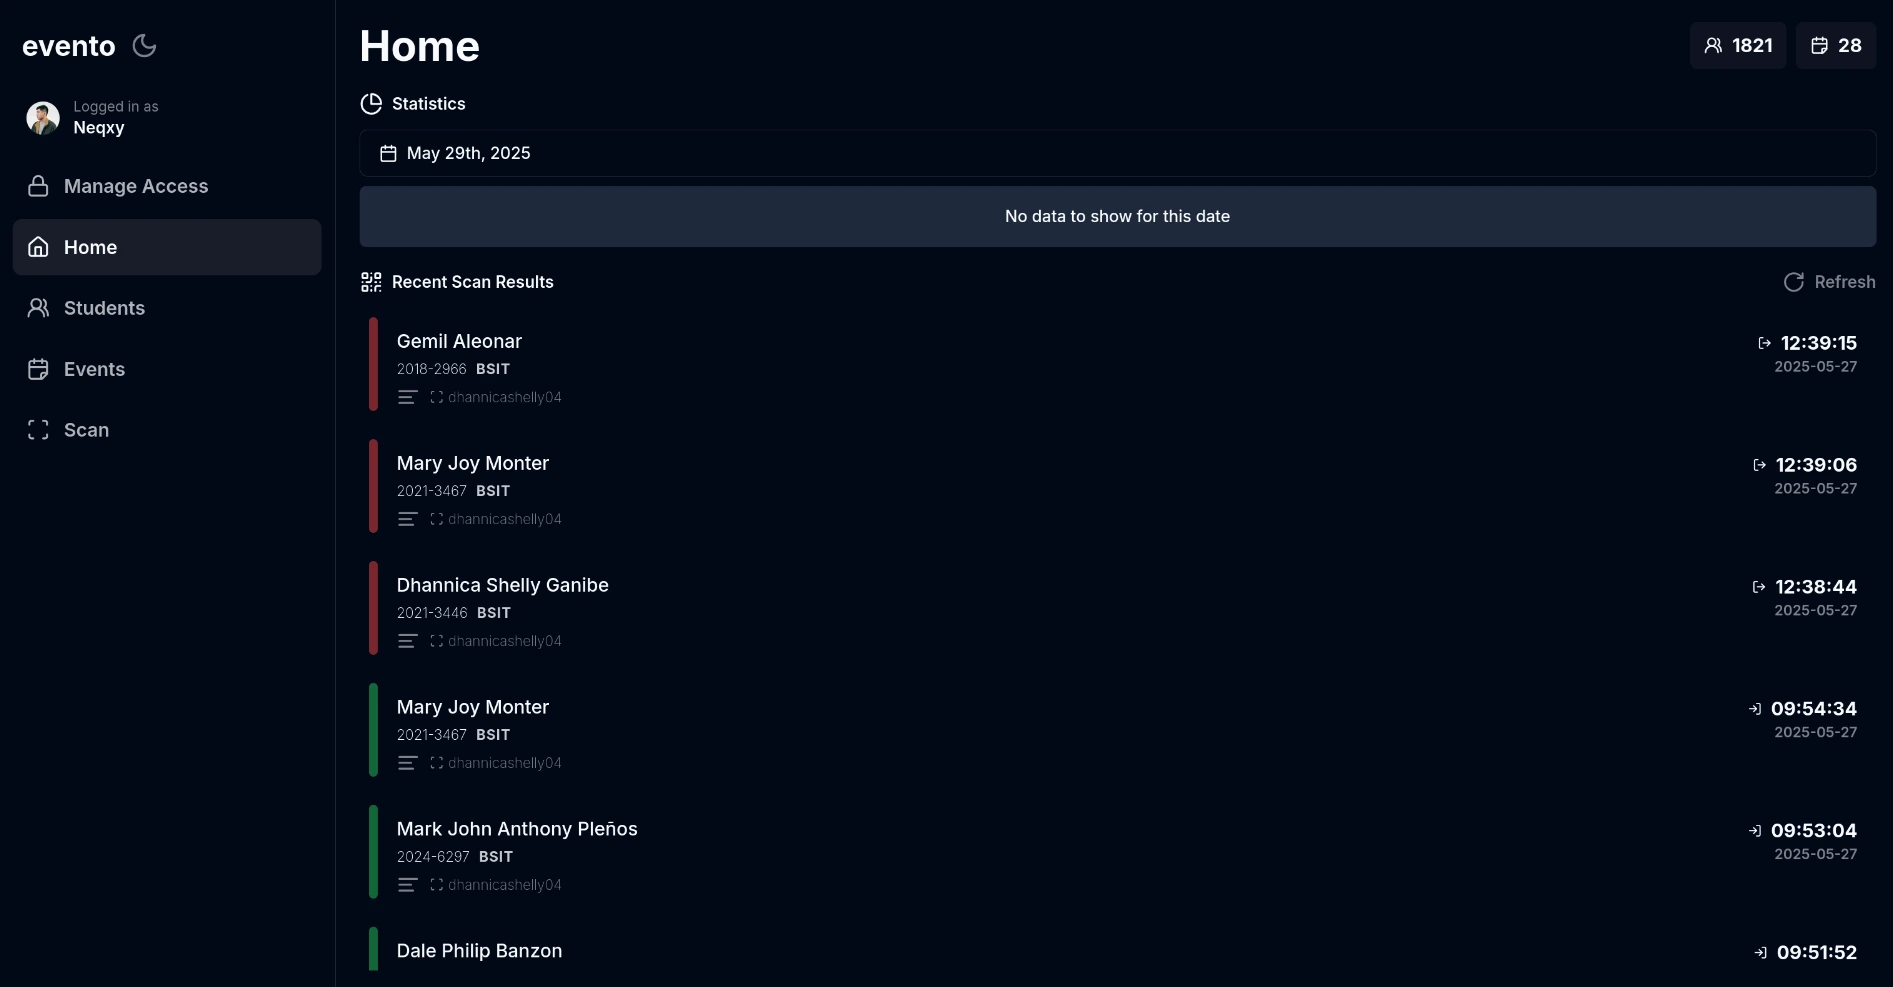 evento
Logged in as
Neqxy
Manage Access
Home
Students
Events
Scan
Home
1821
28
Statistics
May 29th, 2025
No data to show for this date
Recent Scan Results
Refresh
Gemil Aleonar
12:39:15
2018-2966 BSIT
2025-05-27
dhannicashelly04
Mary Joy Monter
12:39:06
2021-3467 BSIT
2025-05-27
dhannicashelly04
Dhannica Shelly Ganibe
12:38:44
2021-3446 BSIT
2025-05-27
dhannicashelly04
Mary Joy Monter
09:54:34
2021-3467 BSIT
2025-05-27
dhannicashelly04
Mark John Anthony Pleños
09:53:04
2024-6297 BSIT
2025-05-27
dhannicashelly04
Dale Philip Banzon
09:51:52